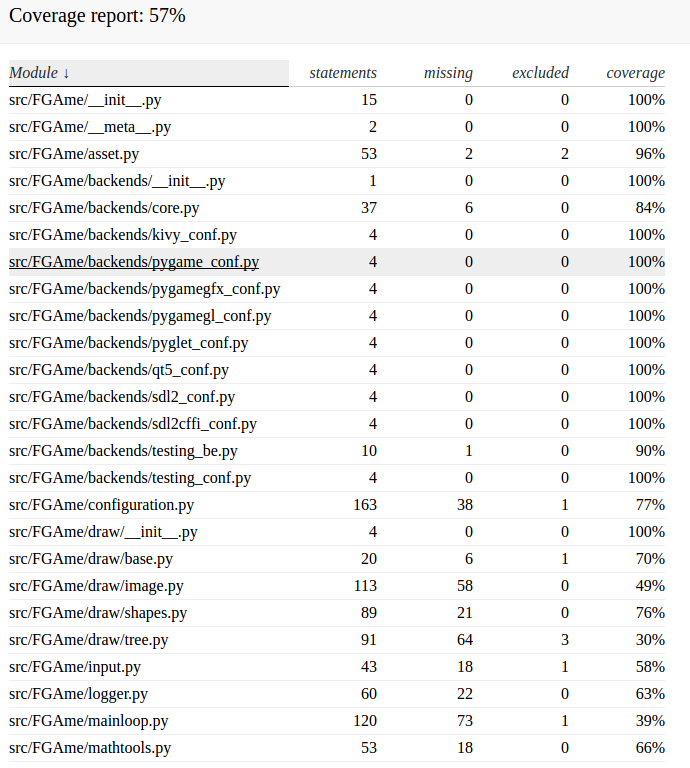 Coverage report: 57%
Module ↓ statements missing excluded coverage
src/FGAme/__init__.py 15 0 0 100%
src/FGAme/__meta__.py 2 0 0 100%
src/FGAme/asset.py 53 2 2 96%
src/FGAme/backends/__init__.py 1 0 0 100%
src/FGAme/backends/core.py 37 6 0 84%
src/FGAme/backends/kivy_conf.py 4 0 0 100%
src/FGAme/backends/pygame_conf.py 4 0 0 100%
src/FGAme/backends/pygamegfx_conf.py 4 0 0 100%
src/FGAme/backends/pygamegl_conf.py 4 0 0 100%
src/FGAme/backends/pyglet_conf.py 4 0 0 100%
src/FGAme/backends/qt5_conf.py 4 0 0 100%
src/FGAme/backends/sdl2_conf.py 4 0 0 100%
src/FGAme/backends/sdl2cffi_conf.py 4 0 0 100%
src/FGAme/backends/testing_be.py 10 1 0 90%
src/FGAme/backends/testing_conf.py 4 0 0 100%
src/FGAme/configuration.py 163 38 1 77%
src/FGAme/draw/__init__.py 4 0 0 100%
src/FGAme/draw/base.py 20 6 1 70%
src/FGAme/draw/image.py 113 58 0 49%
src/FGAme/draw/shapes.py 89 21 0 76%
src/FGAme/draw/tree.py 91 64 3 30%
src/FGAme/input.py 43 18 1 58%
src/FGAme/logger.py 60 22 0 63%
src/FGAme/mainloop.py 120 73 1 39%
src/FGAme/mathtools.py 53 18 0 66%